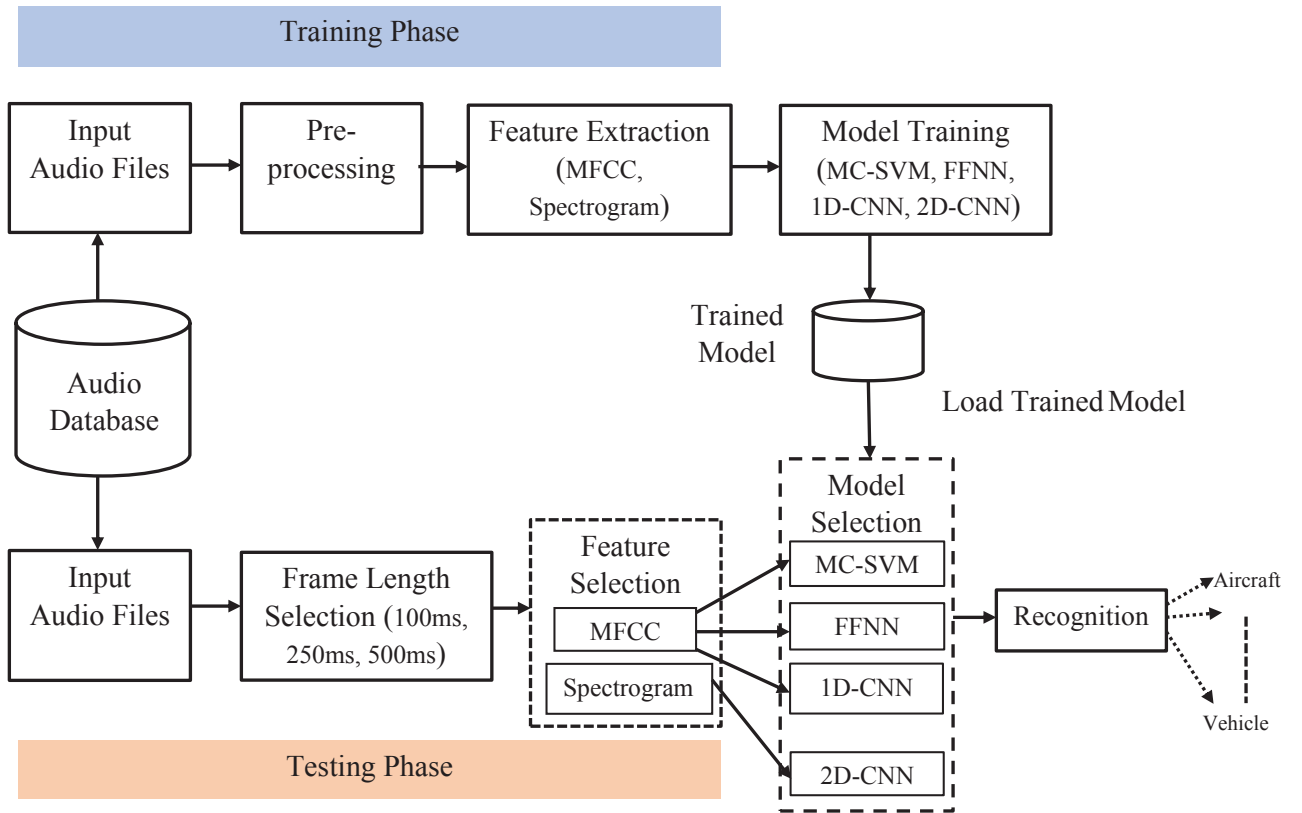 Training Phase
Input
Audio Files
Pre-
processing
Feature Extraction
(MFCC,
Spectrogram)
Model Training
(MC-SVM, FFNN,
1D-CNN, 2D-CNN)
Audio
Database
Trained
Model
Load Trained Model
Input
Audio Files
Frame Length
Selection (100ms,
250ms, 500ms)
Feature
Selection
MFCC
Spectrogram
Model
Selection
MC-SVM
FFNN
1D-CNN
2D-CNN
Recognition
Aircraft
Vehicle
Testing Phase